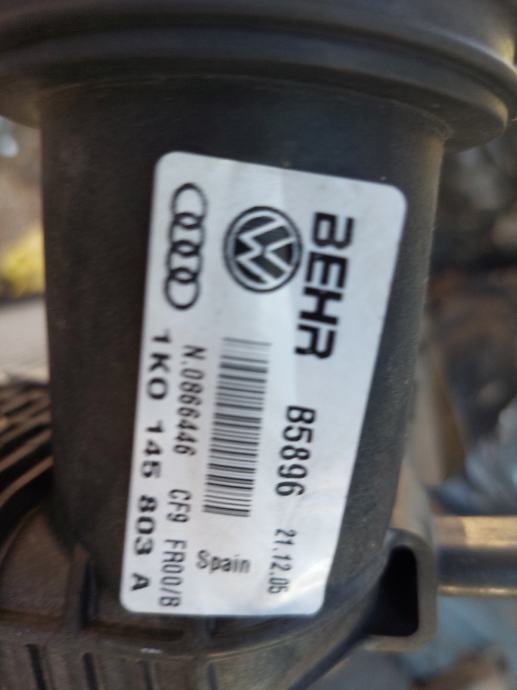 BEHR B5896 21.12.05
Spain
N.0866446 CF9 FR00/B
1K0 145 803 A